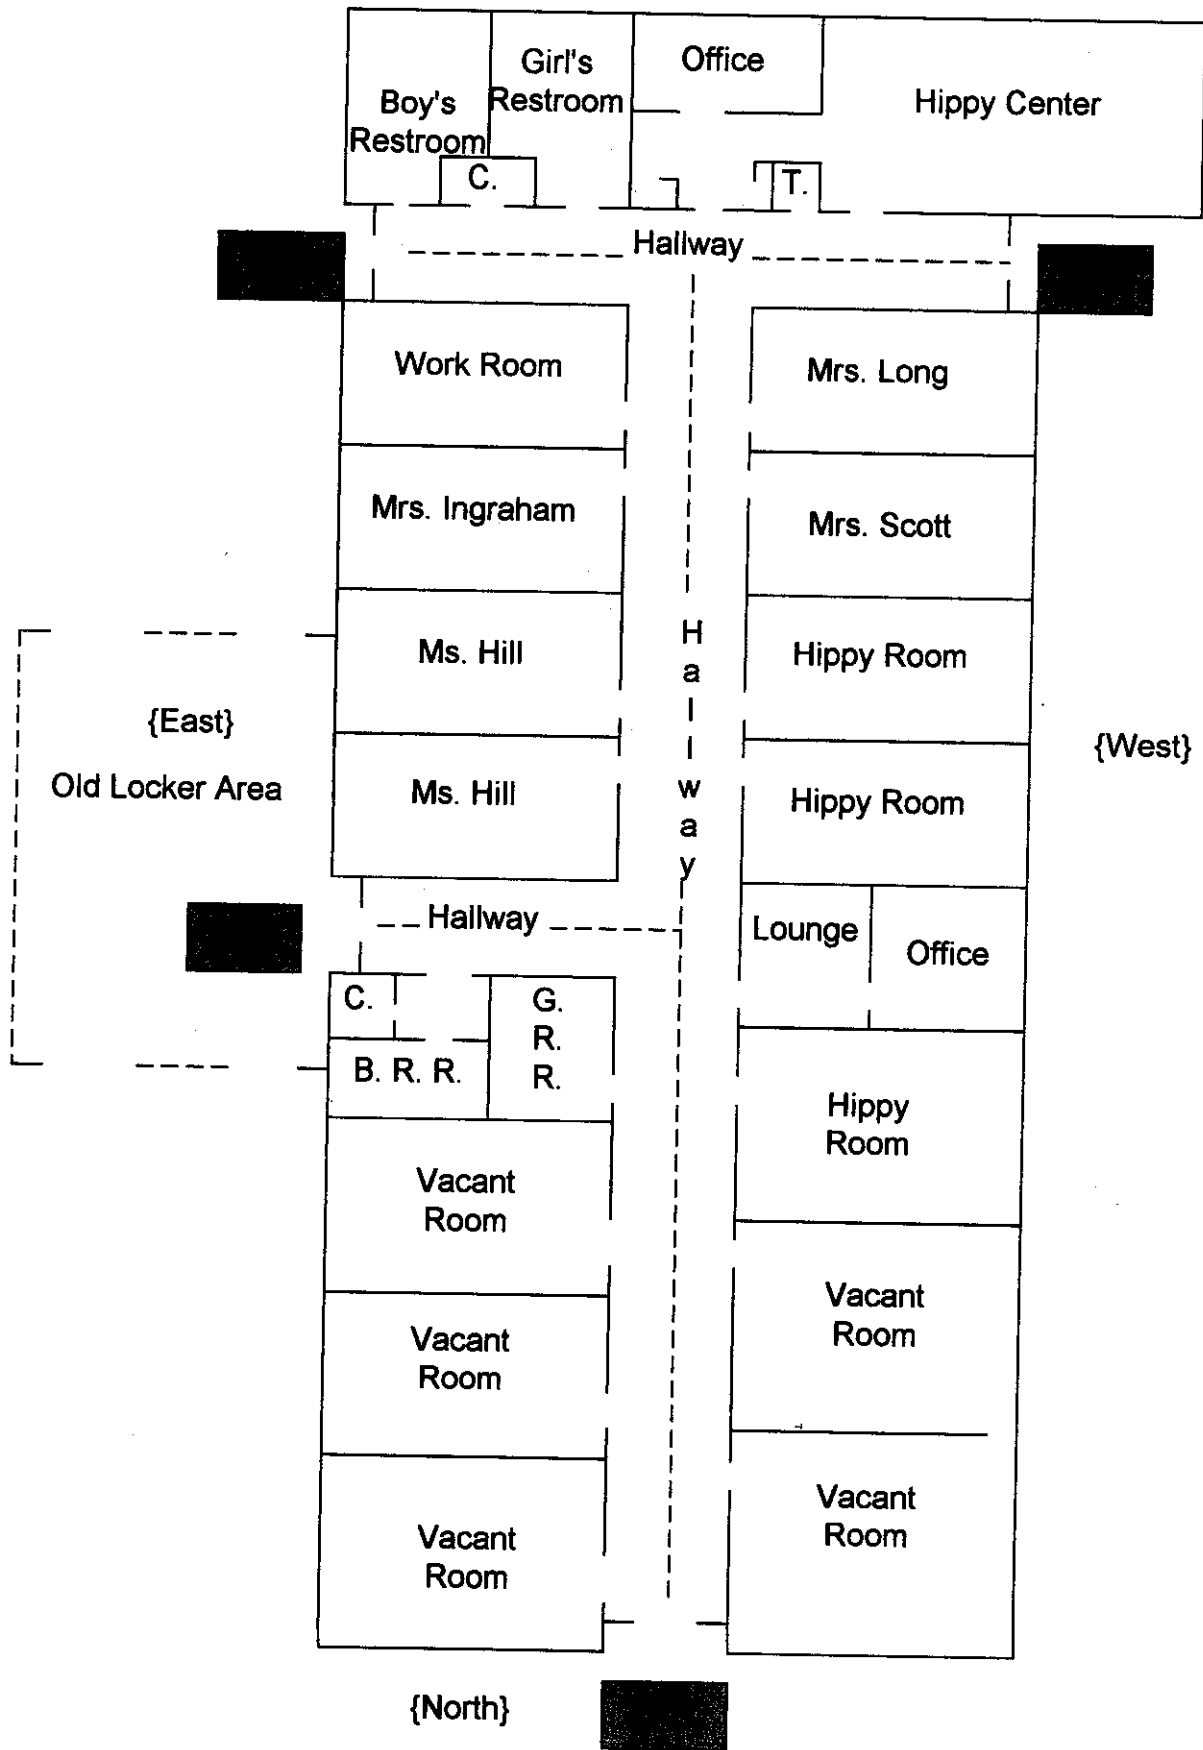 Boy's
Restroom
Girl's
Restroom
Office
Hippy Center
C.
T.
Hallway
Work Room
Mrs. Long
Mrs. Ingraham
Mrs. Scott
Ms. Hill
Hippy Room
{East}
Old Locker Area
Ms. Hill
Hallway
Hippy Room
{West}
Hallway
Lounge
Office
C.
G.
R.
R.
B. R. R.
Hippy
Room
Vacant
Room
Vacant
Room
Vacant
Room
Vacant
Room
Vacant
Room
{North}